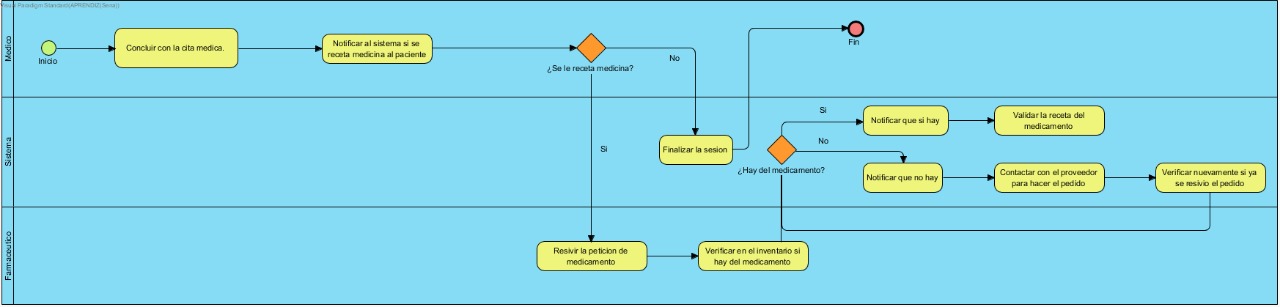 Visual Paradigm Standard(APRENDIZ(Sena))
Medico
Inicio
Concluir con la cita medica.
Notificar al sistema si se
receta medicina al paciente
¿Se le receta medicina?
No
Si
Fin
Sistema
Finalizar la sesion
¿Hay del medicamento?
Si
No
Notificar que si hay
Validar la receta del
medicamento
Notificar que no hay
Contactar con el proveedor
para hacer el pedido
Verificar nuevamente si ya
se resivio el pedido
Farmaceutico
Resivir la peticion de
medicamento
Verificar en el inventario si
hay del medicamento